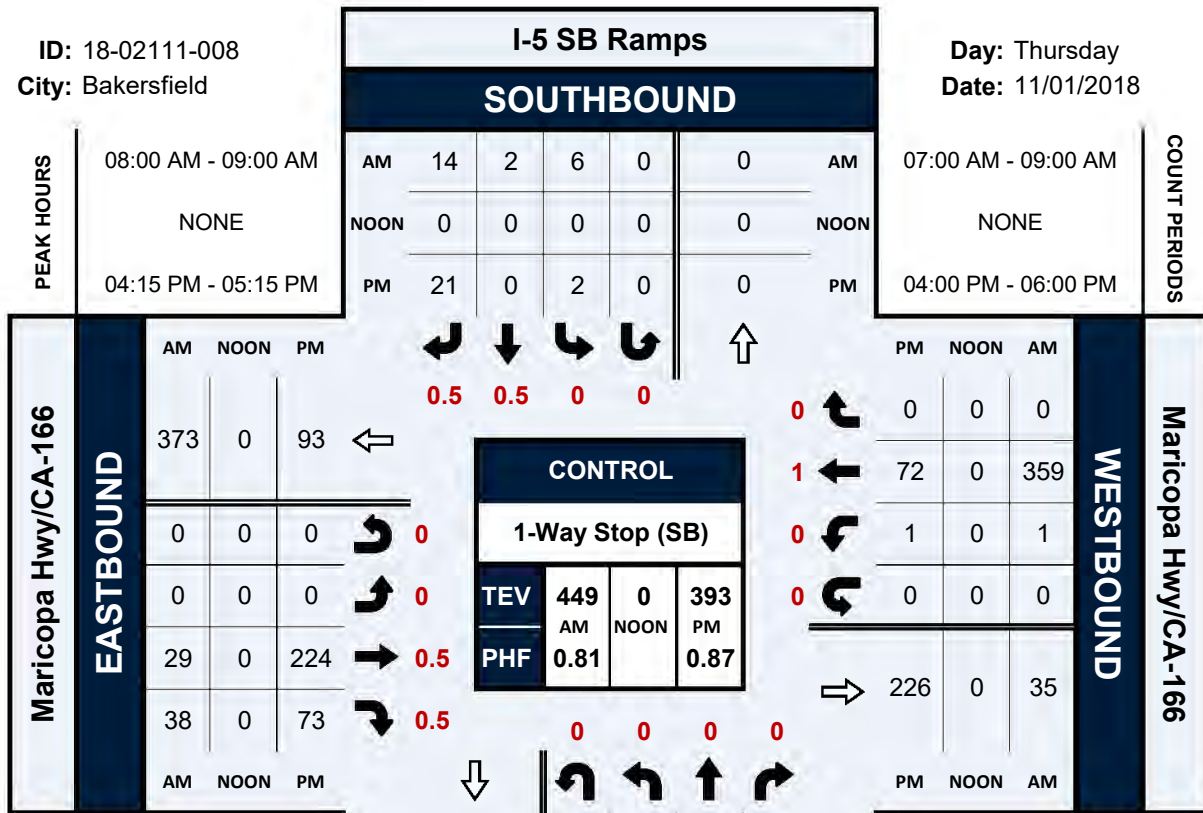 I-5 SB Ramps
ID: 18-02111-008
Day: Thursday
City: Bakersfield
SOUTHBOUND
Date: 11/01/2018
PEAK HOURS
08:00 AM - 09:00 AM
NONE
04:15 PM - 05:15 PM
AM 14 2 6 0 0 AM
NOON 0 0 0 0 0 NOON
PM 21 0 2 0 0 PM
07:00 AM - 09:00 AM
NONE
04:00 PM - 06:00 PM
COUNT PERIODS
0.5 0.5 0 0
Maricopa Hwy/CA-166
EASTBOUND
AM NOON PM
373 0 93
0 0 0 0
0 0 0 0
29 0 224 0.5
38 0 73 0.5
AM NOON PM
CONTROL
1-Way Stop (SB)
TEV 449 0 393
AM NOON PM
PHF 0.81 0.87
PM NOON AM
0 0 0 0
1 72 0 359
0 1 0 1
0 0 0 0
226 0 35
PM NOON AM
WESTBOUND
Maricopa Hwy/CA-166
0 0 0 0